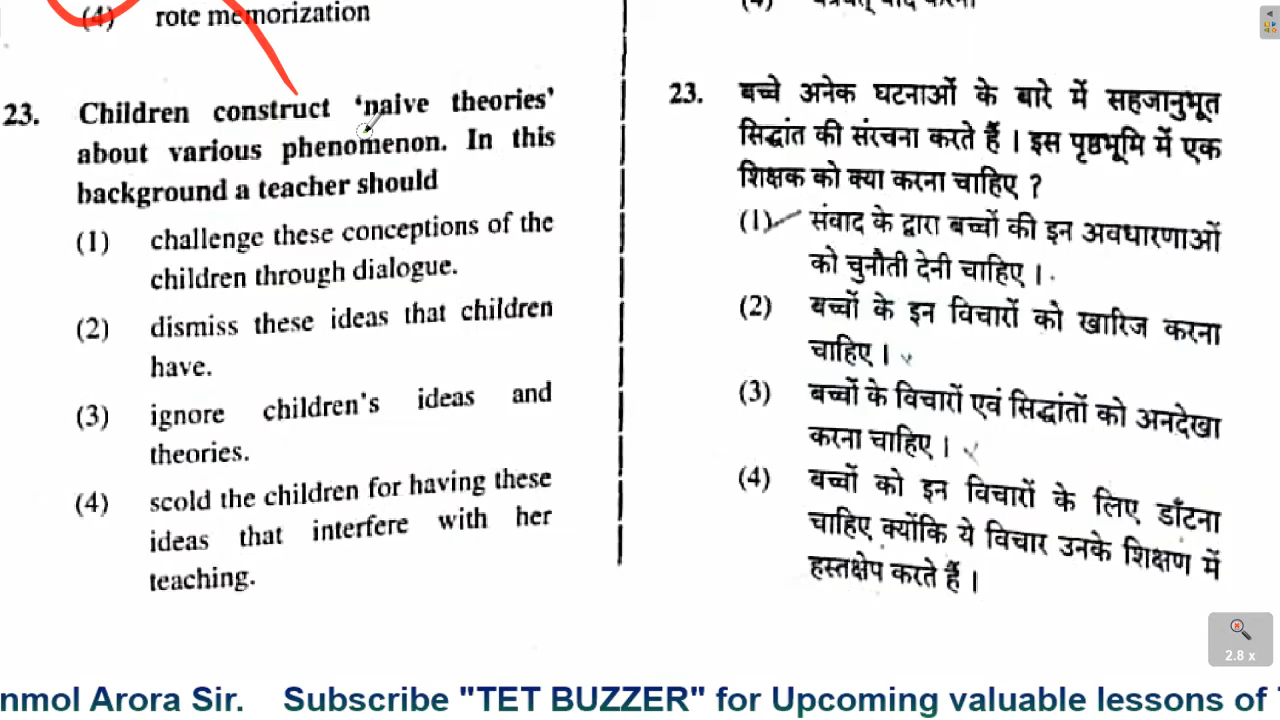 (4) rote memorization
23. Children construct 'naive theories'
about various phenomenon. In this
background a teacher should
(1) challenge these conceptions of the
children through dialogue.
(2) dismiss these ideas that children
have.
(3) ignore children's ideas and
theories.
(4) scold the children for having these
ideas that interfere with her
teaching.
23. बच्चे अनेक घटनाओं के बारे में सहजानुभूत
सिद्धांत की संरचना करते हैं । इस पृष्ठभूमि में एक
शिक्षक को क्या करना चाहिए ?
(1) संवाद के द्वारा बच्चों की इन अवधारणाओं
को चुनौती देनी चाहिए ।
(2) बच्चों के इन विचारों को खारिज करना
चाहिए ।
(3) बच्चों के विचारों एवं सिद्धांतों को अनदेखा
करना चाहिए ।
(4) बच्चों को इन विचारों के लिए डाँटना
चाहिए क्योंकि ये विचार उनके शिक्षण में
हस्तक्षेप करते हैं ।
2.8 x
nmol Arora Sir. Subscribe "TET BUZZER" for Upcoming valuable lessons of